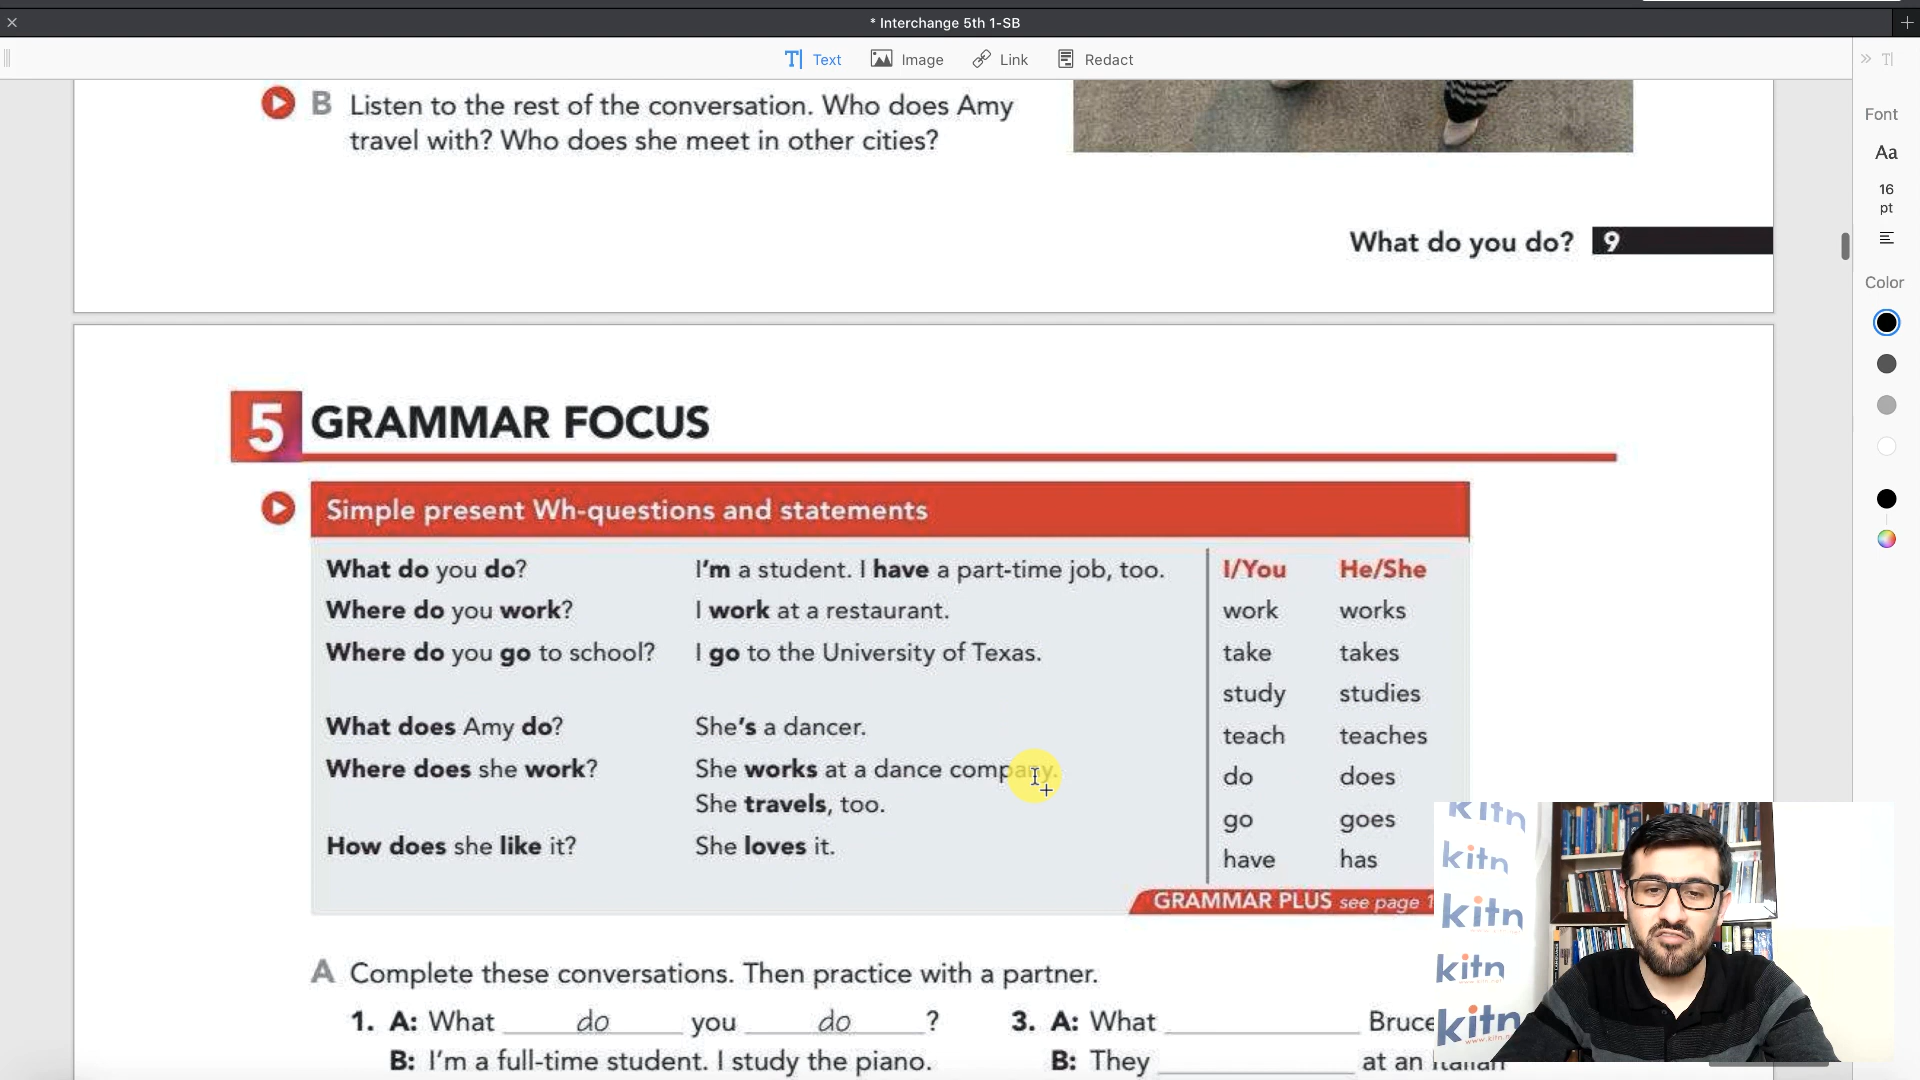 * Interchange 5th 1-SB
Text Image Link Redact
Font
Aa
16
pt
Color
B Listen to the rest of the conversation. Who does Amy
travel with? Who does she meet in other cities?
What do you do? 9
5 GRAMMAR FOCUS
Simple present Wh-questions and statements
What do you do? I'm a student. I have a part-time job, too. I/You He/She
Where do you work? I work at a restaurant. work works
Where do you go to school? I go to the University of Texas. take takes
study studies
What does Amy do? She's a dancer. teach teaches
Where does she work? She works at a dance company. do does
She travels, too.
go goes
How does she like it? She loves it. have has
GRAMMAR PLUS see page 1
A Complete these conversations. Then practice with a partner.
1. A: What do you do ? 3. A: What Bruce
B: I'm a full-time student. I study the piano. B: They at an Italian
kitn
kitn
kitn
kitn
kitn